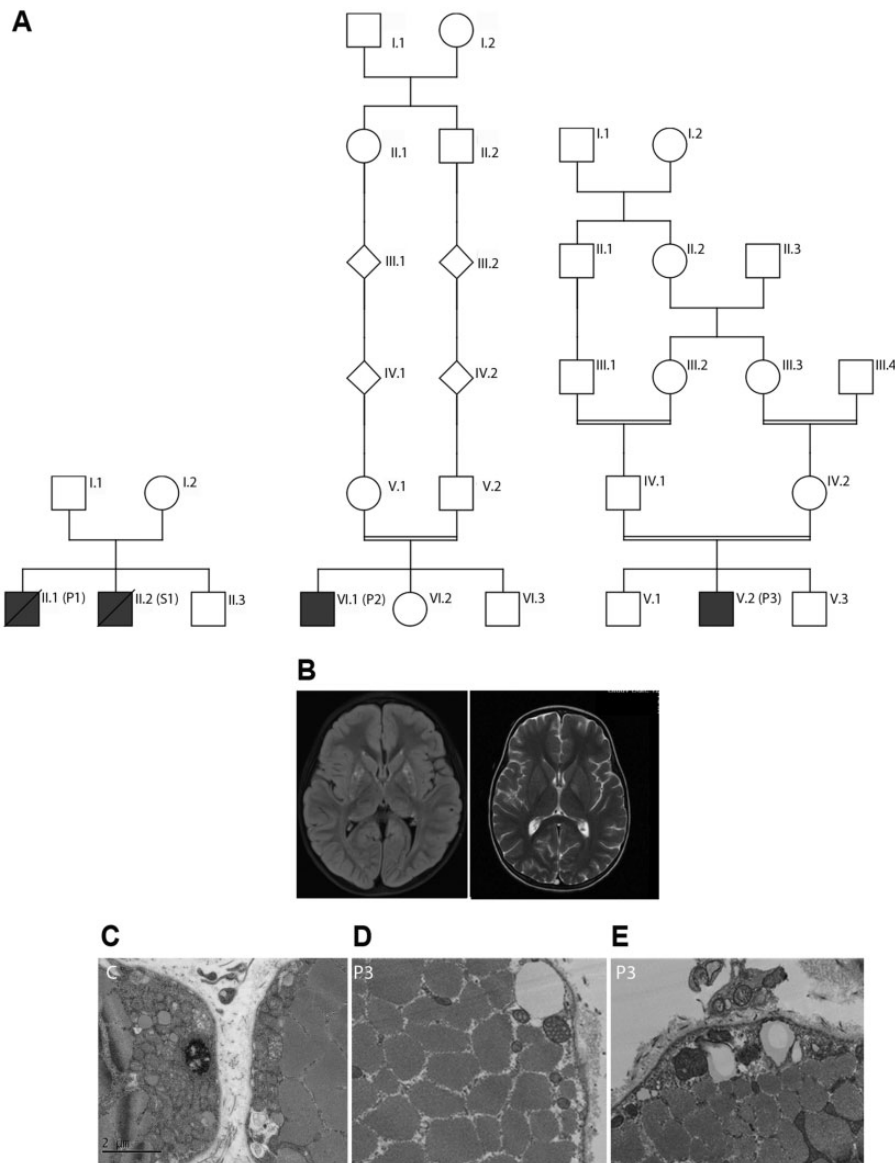 A
I.1
I.2
II.1
II.2
I.1
I.2
III.1
III.2
II.1
II.2
II.3
IV.1
IV.2
III.1
III.2
III.3
III.4
I.1
I.2
V.1
V.2
IV.1
IV.2
II.1 (P1)
II.2 (S1)
II.3
VI.1 (P2)
VI.2
VI.3
V.1
V.2 (P3)
V.3
B
C
D
E
C
P3
P3
2 µm